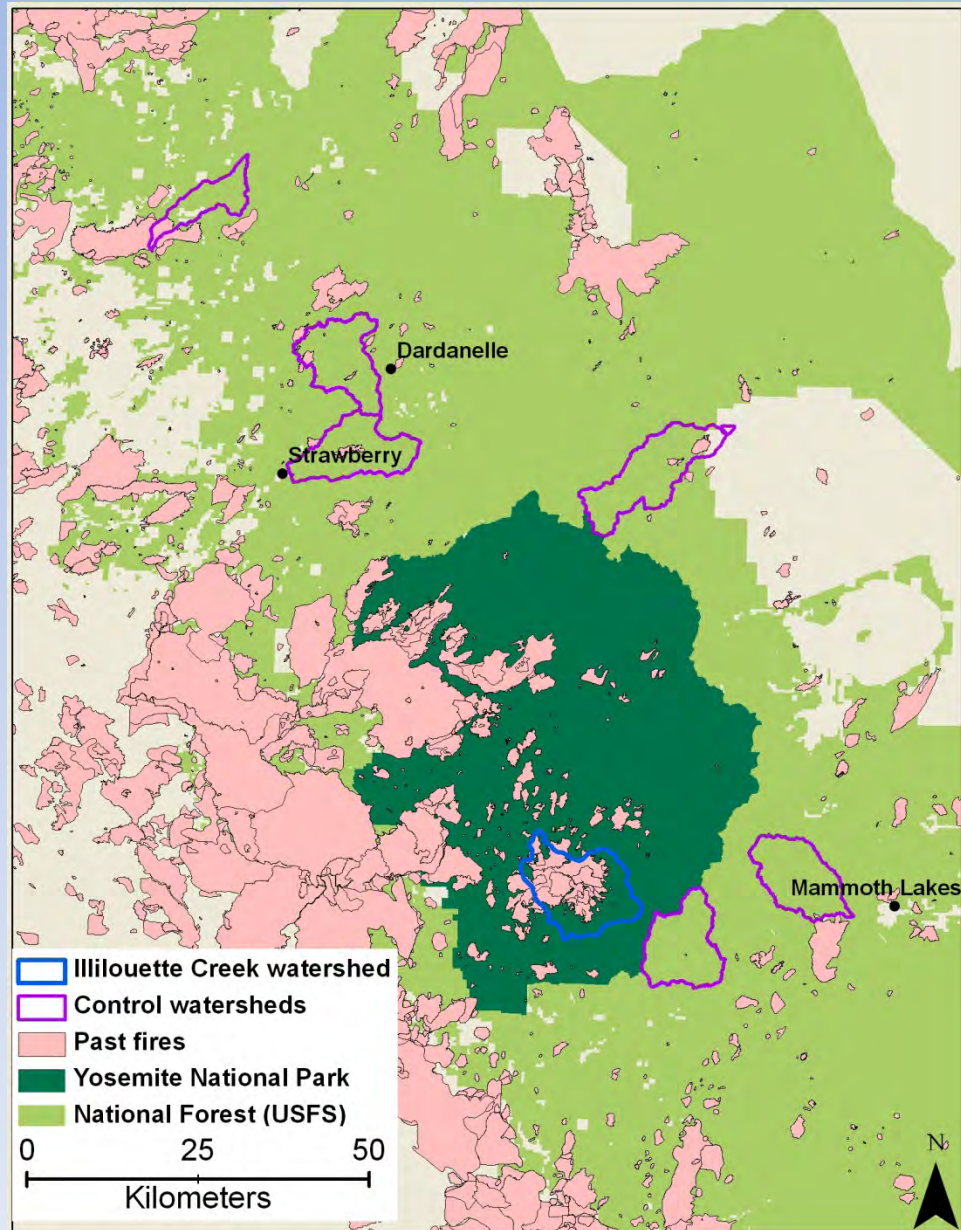 Dardanelle
Strawberry
Mammoth Lakes
Illilouette Creek watershed
Control watersheds
Past fires
Yosemite National Park
National Forest (USFS)
0 25 50
Kilometers
N